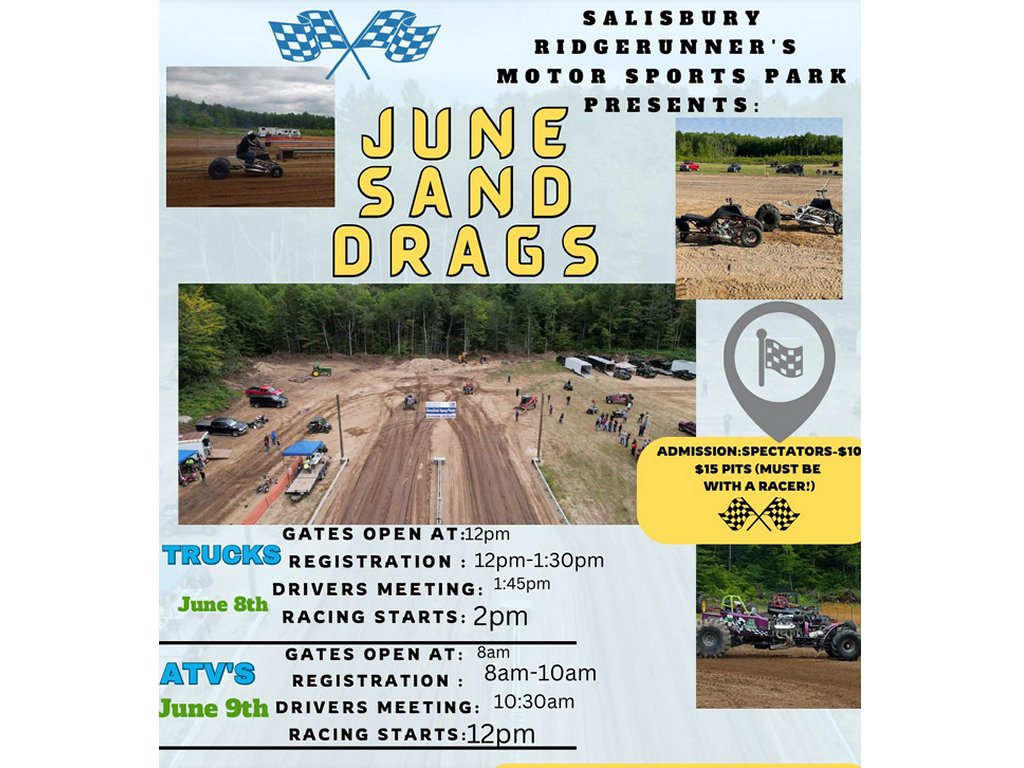 SALISBURY
RIDGERUNNER'S
MOTOR SPORTS PARK
PRESENTS:
JUNE
SAND
DRAGS
ADMISSION:SPECTATORS-$10
$15 PITS (MUST BE
WITH A RACER!)
TRUCKS
June 8th
GATES OPEN AT:12pm
REGISTRATION : 12pm-1:30pm
DRIVERS MEETING: 1:45pm
RACING STARTS: 2pm
ATV'S
June 9th
GATES OPEN AT: 8am
REGISTRATION : 8am-10am
DRIVERS MEETING: 10:30am
RACING STARTS:12pm